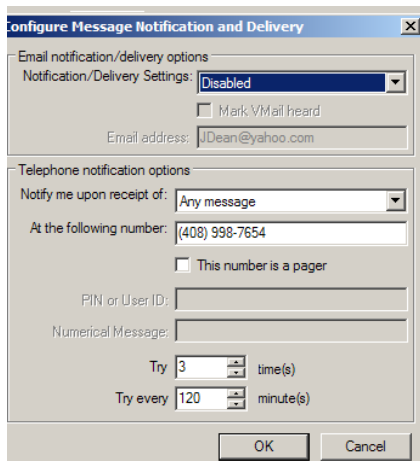 Configure Message Notification and Delivery
Email notification/delivery options
Notification/Delivery Settings: Disabled
Mark VMail heard
Email address: JDean@yahoo.com
Telephone notification options
Notify me upon receipt of: Any message
At the following number: (408) 998-7654
This number is a pager
PIN or User ID:
Numerical Message:
Try 3 time(s)
Try every 120 minute(s)
OK Cancel